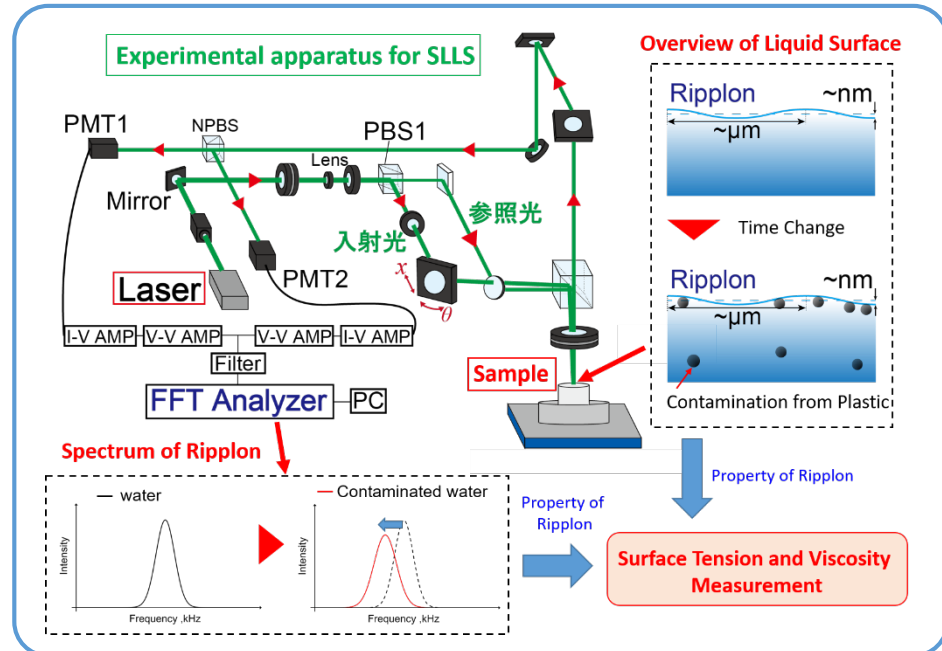 Experimental apparatus for SLLS
Overview of Liquid Surface
PMT1
NPBS
PBS1
Lens
Mirror
参照光
入射光
x
θ
PMT2
Laser
I-V AMP
V-V AMP
V-V AMP
I-V AMP
Filter
FFT Analyzer
PC
Sample
Ripplon
~nm
~μm
Time Change
Ripplon
~nm
~μm
Contamination from Plastic
Spectrum of Ripplon
water
Intensity
Frequency ,kHz
Contaminated water
Intensity
Frequency ,kHz
Property of
Ripplon
Property of Ripplon
Surface Tension and Viscosity
Measurement